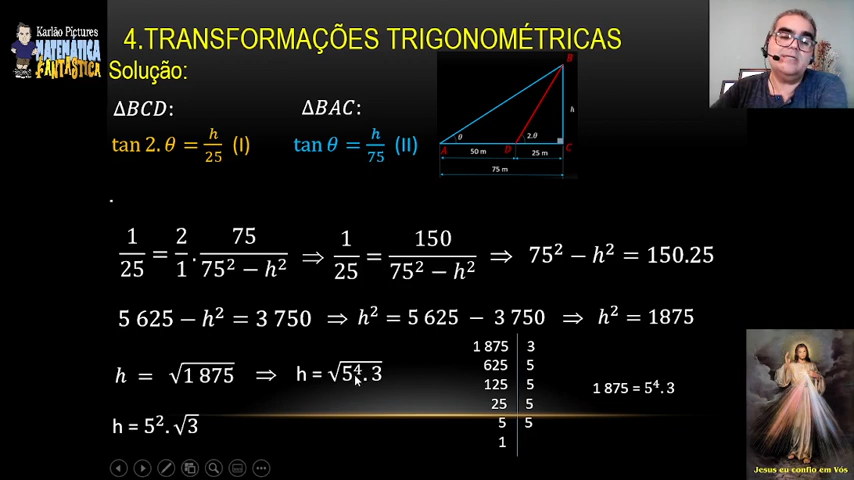 Karlão Pictures
MATEMÁTICA
FANTÁSTICA
4.TRANSFORMAÇÕES TRIGONOMÉTRICAS
Solução:
ΔBCD: ΔBAC:
tan 2. θ = h/25 (I) tan θ = h/75 (II)
B
h
θ 2.θ
A D C
50 m 25 m
75 m
.
1/25 = 2/1 . 75/(75² − h²) ⇒ 1/25 = 150/(75² − h²) ⇒ 75² − h² = 150.25
5 625 − h² = 3 750 ⇒ h² = 5 625 − 3 750 ⇒ h² = 1875
h = √1 875 ⇒ h = √5⁴. 3
1 875 | 3
625 | 5
125 | 5
25 | 5
5 | 5
1
1 875 = 5⁴. 3
h = 5². √3
Jesus eu confio em Vós